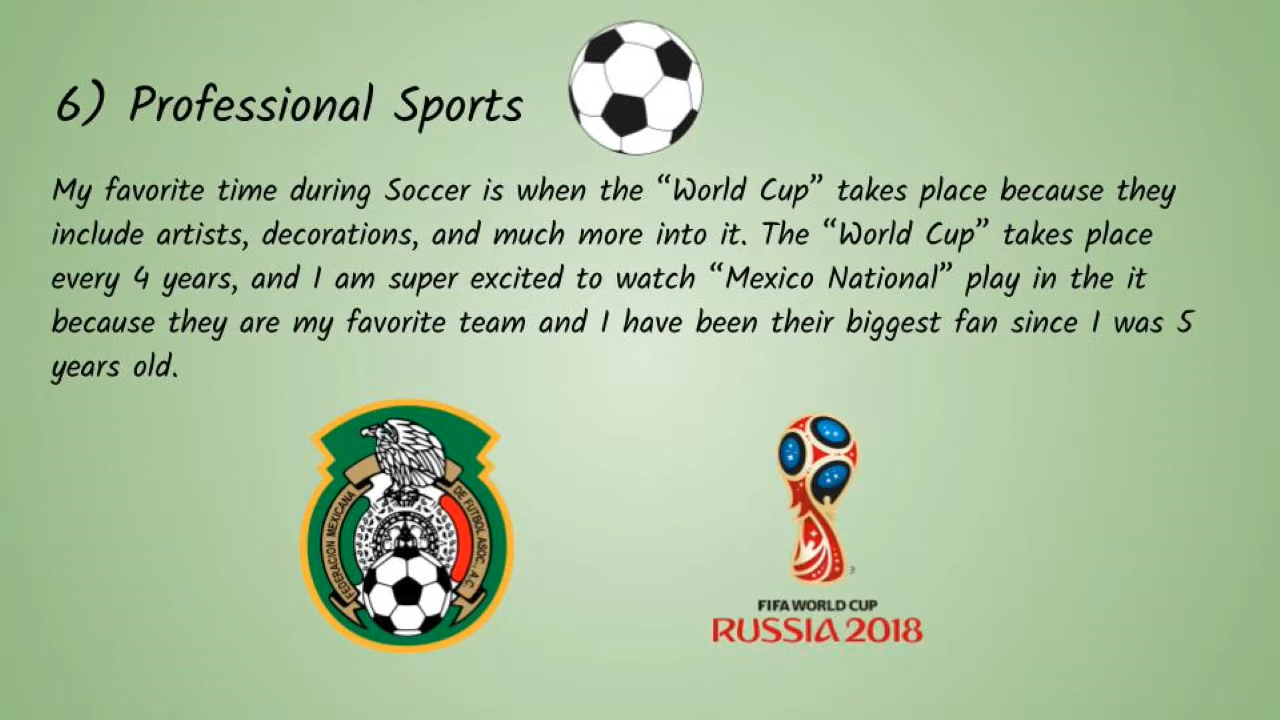 6) Professional Sports
My favorite time during Soccer is when the “World Cup” takes place because they
include artists, decorations, and much more into it. The “World Cup” takes place
every 4 years, and I am super excited to watch “Mexico National” play in the it
because they are my favorite team and I have been their biggest fan since I was 5
years old.
FEDERACION MEXICANA
DE FUTBOL ASOC. A.C.
FIFA WORLD CUP
RUSSIA 2018